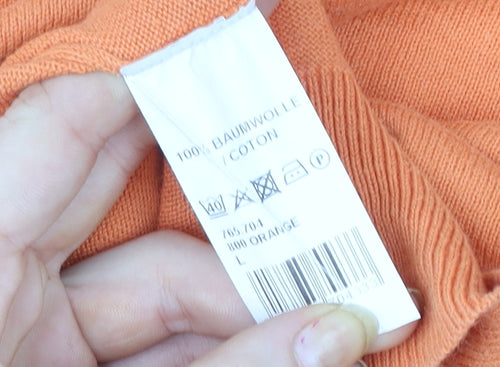 100% BAUMWOLLE
/ COTON
40 P
765.704
800 ORANGE
L